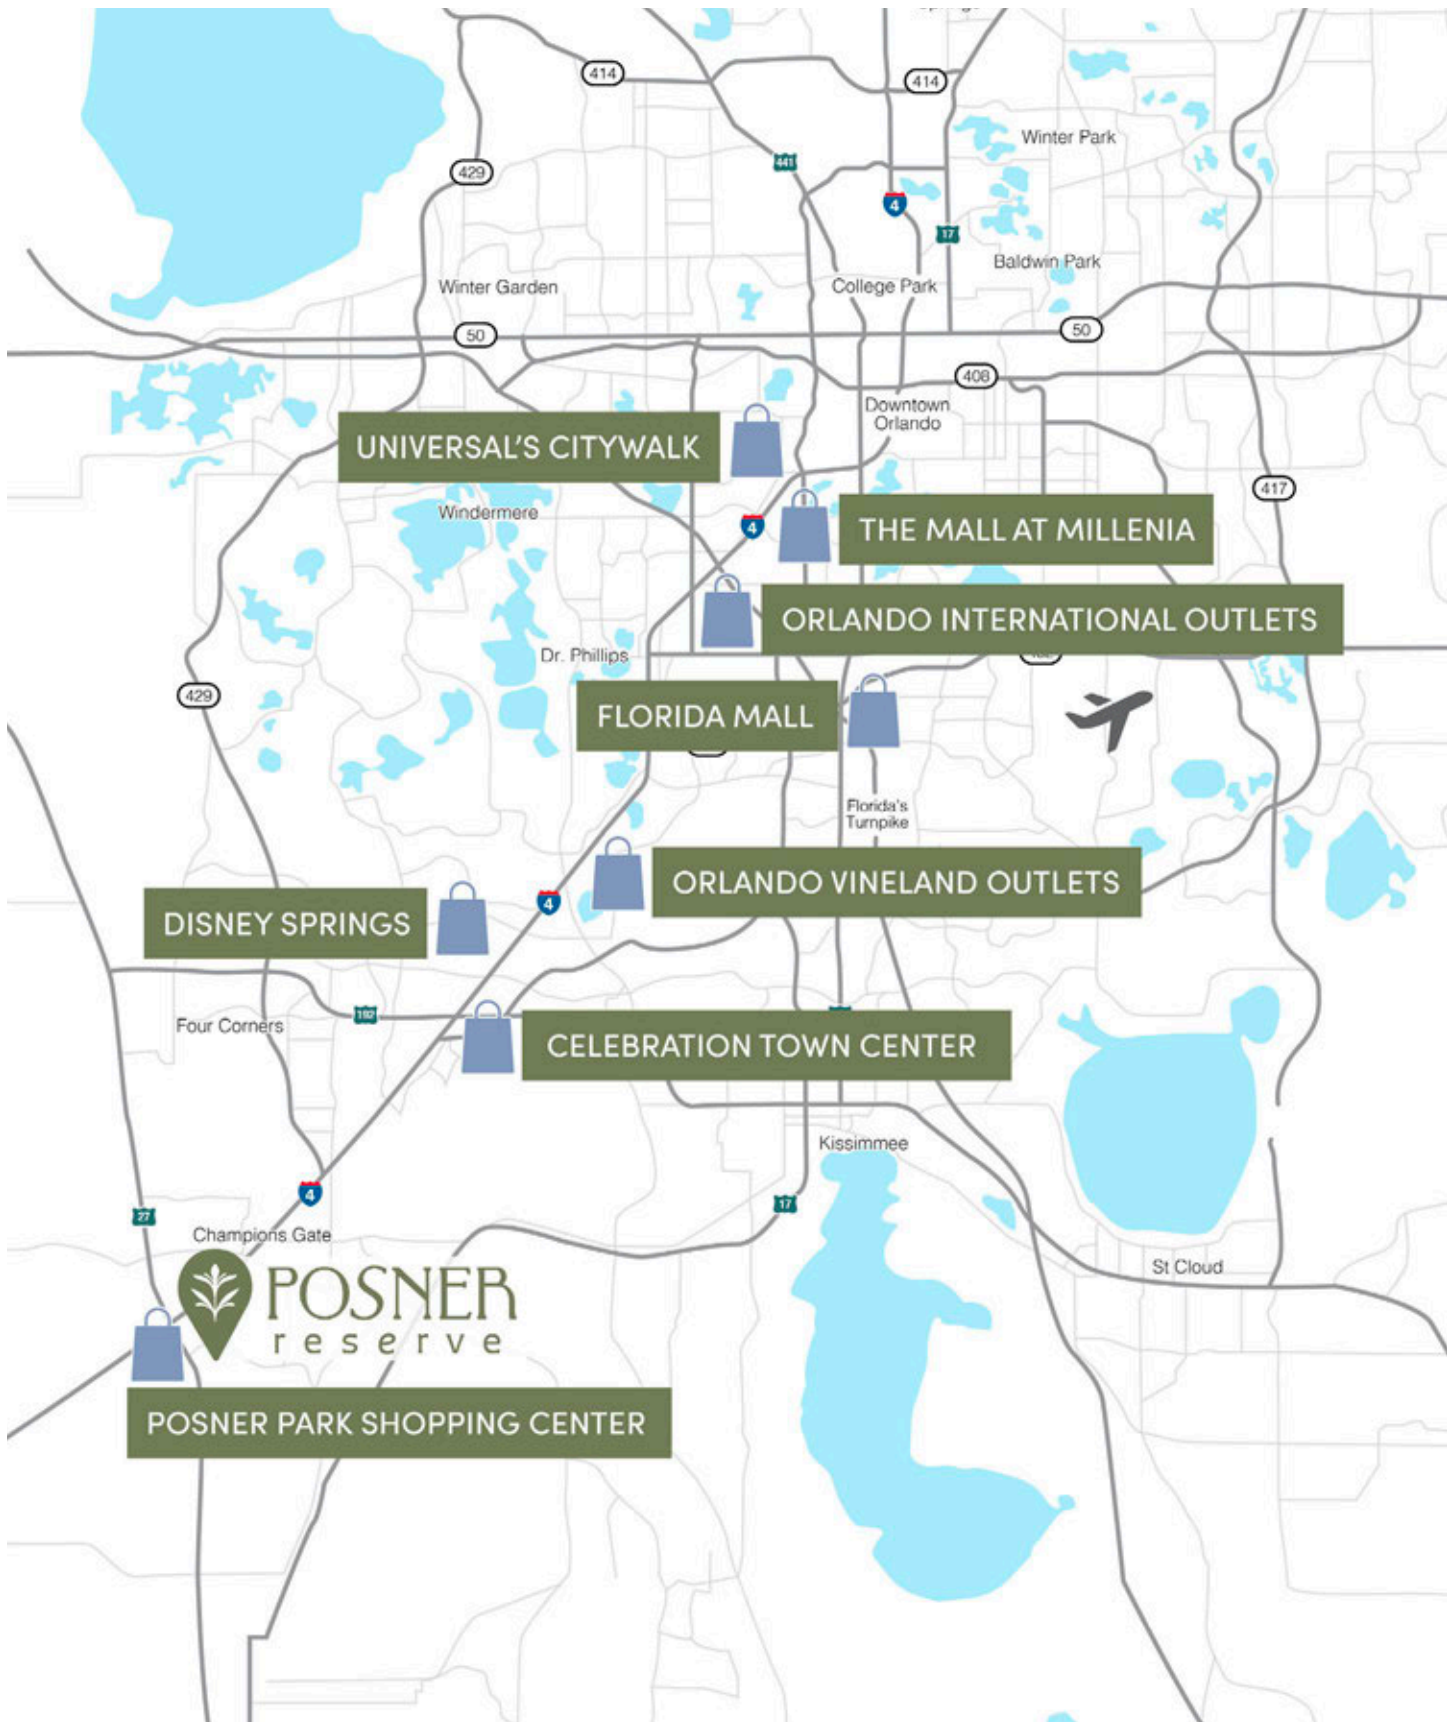 414
414
Winter Park
441
429
4
17
Baldwin Park
Winter Garden
College Park
50
50
408
Downtown
Orlando
UNIVERSAL'S CITYWALK
417
Windermere
4
THE MALL AT MILLENIA
ORLANDO INTERNATIONAL OUTLETS
Dr. Phillips
429
FLORIDA MALL
Florida's
Turnpike
ORLANDO VINELAND OUTLETS
4
DISNEY SPRINGS
192
Four Corners
CELEBRATION TOWN CENTER
Kissimmee
4
17
27
Champions Gate
St Cloud
POSNER
reserve
POSNER PARK SHOPPING CENTER